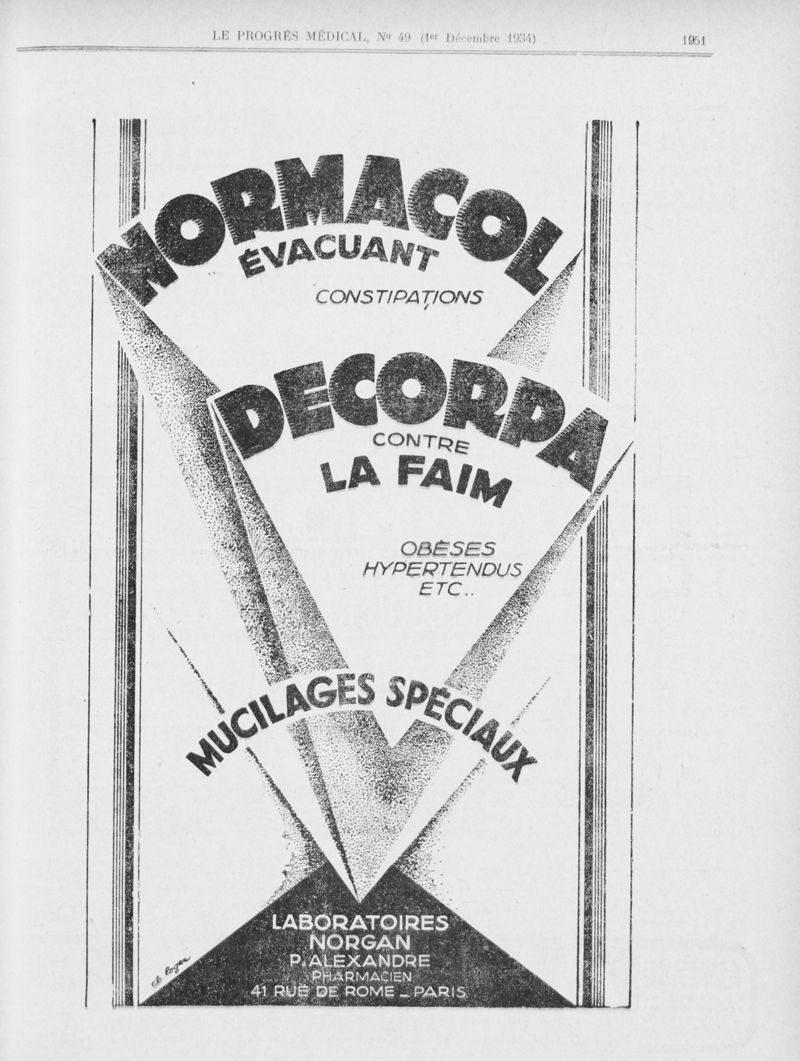 LE PROGRÈS MÉDICAL, No 49 (1er Décembre 1934) 1951
NORMACOL
ÉVACUANT
CONSTIPATIONS
DECORPA
CONTRE
LA FAIM
OBÈSES
HYPERTENDUS
ETC..
MUCILAGES SPÉCIAUX
LABORATOIRES
NORGAN
P. ALEXANDRE
PHARMACIEN
41 RUE DE ROME _ PARIS